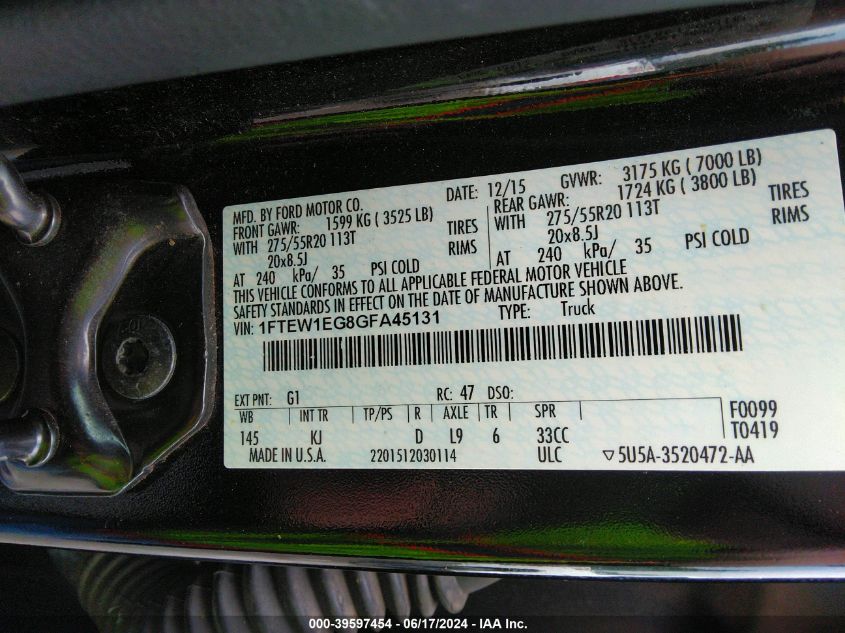 MFD. BY FORD MOTOR CO.
DATE: 12/15 GVWR: 3175 KG ( 7000 LB)
FRONT GAWR: 1599 KG ( 3525 LB)
REAR GAWR: 1724 KG ( 3800 LB)
WITH 275/55R20 113T TIRES
WITH 275/55R20 113T TIRES
20x8.5J RIMS
20x8.5J RIMS
AT 240 kPa/ 35 PSI COLD
AT 240 kPa/ 35 PSI COLD
THIS VEHICLE CONFORMS TO ALL APPLICABLE FEDERAL MOTOR VEHICLE
SAFETY STANDARDS IN EFFECT ON THE DATE OF MANUFACTURE SHOWN ABOVE.
VIN: 1FTEW1EG8GFA45131 TYPE: Truck
EXT PNT: G1 RC: 47 DSO:
WB INT TR TP/PS R AXLE TR SPR F0099
145 KJ D L9 6 33CC T0419
MADE IN U.S.A. 2201512030114 ULC ▽5U5A-3520472-AA
000-39597454 - 06/17/2024 - IAA Inc.